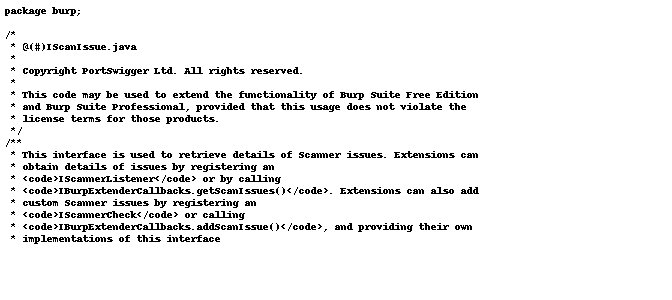 package burp;

/*
 * @(#)IScanIssue.java
 *
 * Copyright PortSwigger Ltd. All rights reserved.
 *
 * This code may be used to extend the functionality of Burp Suite Free Edition
 * and Burp Suite Professional, provided that this usage does not violate the
 * license terms for those products.
 */
/**
 * This interface is used to retrieve details of Scanner issues. Extensions can
 * obtain details of issues by registering an
 * <code>IScannerListener</code> or by calling
 * <code>IBurpExtenderCallbacks.getScanIssues()</code>. Extensions can also add
 * custom Scanner issues by registering an
 * <code>IScannerCheck</code> or calling
 * <code>IBurpExtenderCallbacks.addScanIssue()</code>, and providing their own
 * implementations of this interface